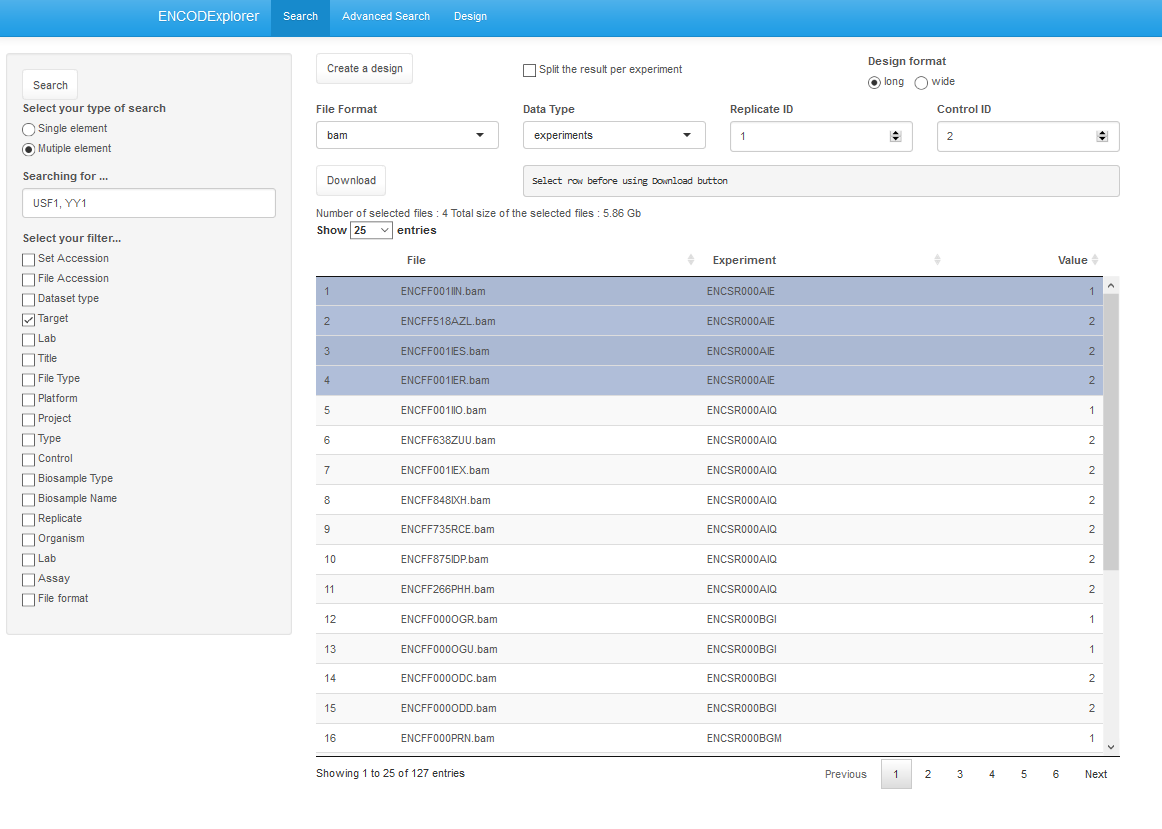 ENCODExplorer Search Advanced Search Design
Search
Select your type of search
Single element
Mutiple element
Searching for ...
USF1, YY1
Select your filter...
Set Accession
File Accession
Dataset type
Target
Lab
Title
File Type
Platform
Project
Type
Control
Biosample Type
Biosample Name
Replicate
Organism
Lab
Assay
File format
Create a design
Split the result per experiment
Design format
long wide
File Format Data Type Replicate ID Control ID
bam experiments 1 2
Download Select row before using Download button
Number of selected files : 4 Total size of the selected files : 5.86 Gb
Show 25 entries
File Experiment Value
1 ENCFF001IIN.bam ENCSR000AIE 1
2 ENCFF518AZL.bam ENCSR000AIE 2
3 ENCFF001IES.bam ENCSR000AIE 2
4 ENCFF001IER.bam ENCSR000AIE 2
5 ENCFF001IIO.bam ENCSR000AIQ 1
6 ENCFF638ZUU.bam ENCSR000AIQ 2
7 ENCFF001IEX.bam ENCSR000AIQ 2
8 ENCFF848IXH.bam ENCSR000AIQ 2
9 ENCFF735RCE.bam ENCSR000AIQ 2
10 ENCFF875IDP.bam ENCSR000AIQ 2
11 ENCFF266PHH.bam ENCSR000AIQ 2
12 ENCFF000OGR.bam ENCSR000BGI 1
13 ENCFF000OGU.bam ENCSR000BGI 1
14 ENCFF000ODC.bam ENCSR000BGI 2
15 ENCFF000ODD.bam ENCSR000BGI 2
16 ENCFF000PRN.bam ENCSR000BGM 1
Showing 1 to 25 of 127 entries
Previous 1 2 3 4 5 6 Next